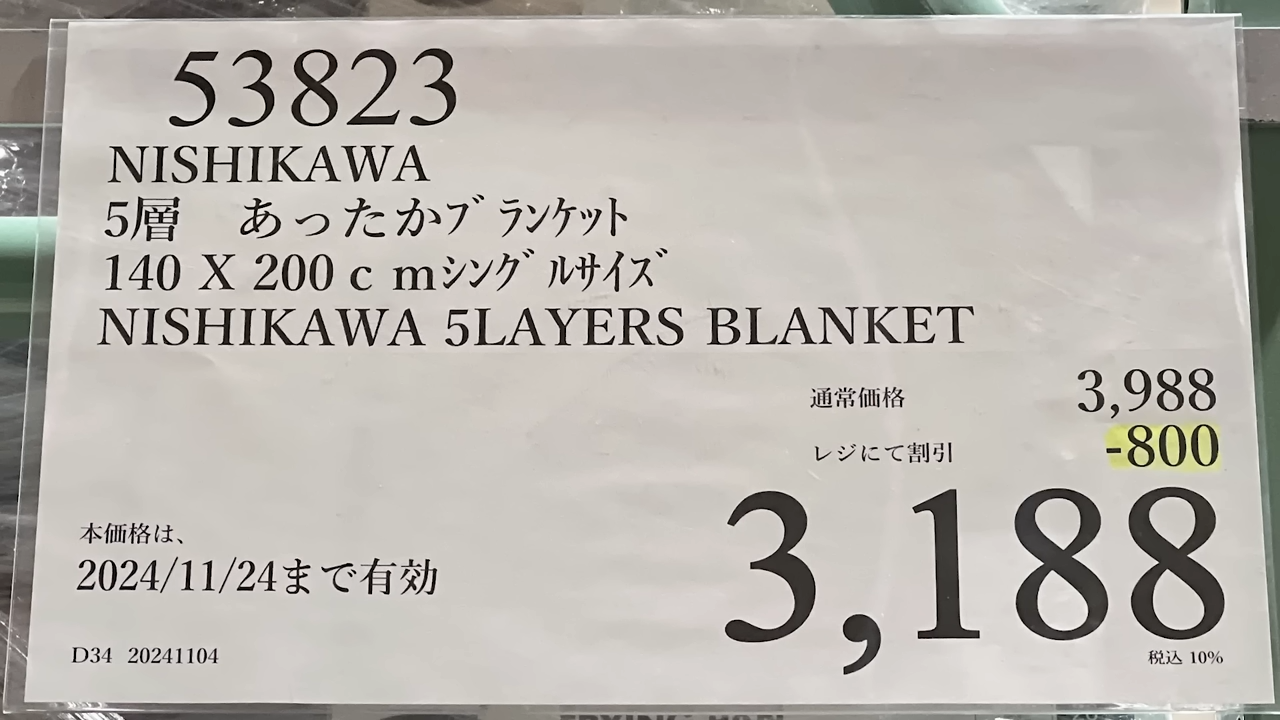 53823
NISHIKAWA
5層　あったかﾌﾞﾗﾝｹｯﾄ
140 X 200ｃｍｼﾝｸﾞﾙｻｲｽﾞ
NISHIKAWA 5LAYERS BLANKET
通常価格 3,988
レジにて割引 -800
3,188
税込 10%
本価格は、
2024/11/24まで有効
D34 20241104